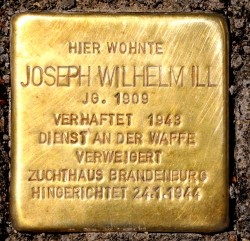 HIER WOHNTE
JOSEPH WILHELM ILL
JG. 1909
VERHAFTET 1943
DIENST AN DER WAFFE
VERWEIGERT
ZUCHTHAUS BRANDENBURG
HINGERICHTET 24.1.1944